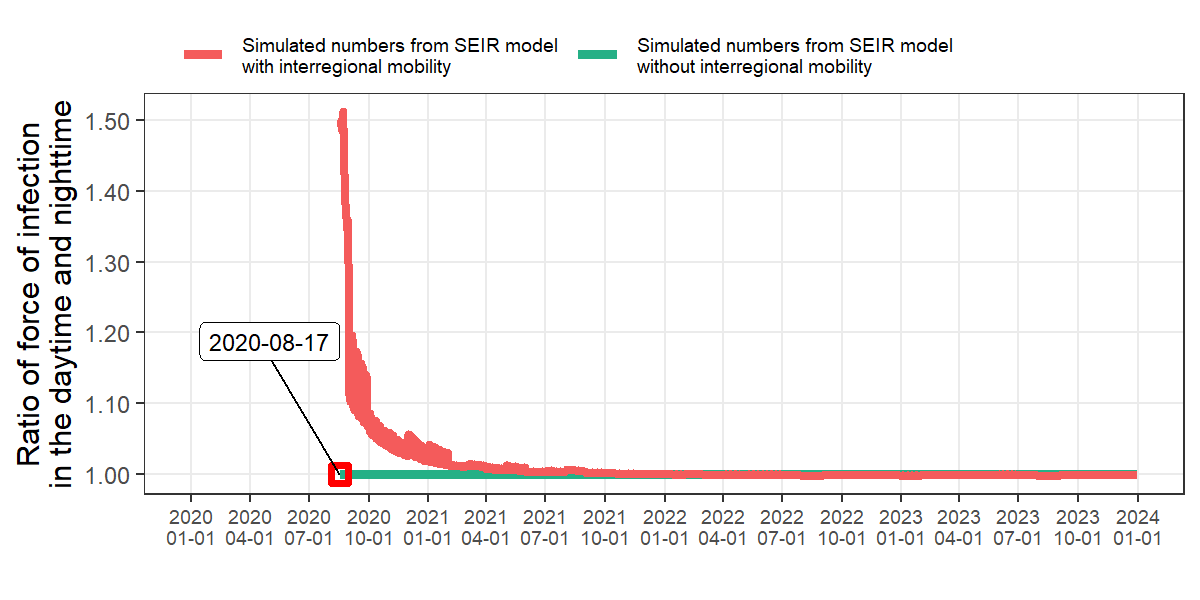 Simulated numbers from SEIR model
with interregional mobility
Simulated numbers from SEIR model
without interregional mobility
Ratio of force of infection
in the daytime and nighttime
1.50
1.40
1.30
1.20
1.10
1.00
2020-08-17
2020 2020 2020 2020 2021 2021 2021 2021 2022 2022 2022 2022 2023 2023 2023 2023 2024
01-01 04-01 07-01 10-01 01-01 04-01 07-01 10-01 01-01 04-01 07-01 10-01 01-01 04-01 07-01 10-01 01-01